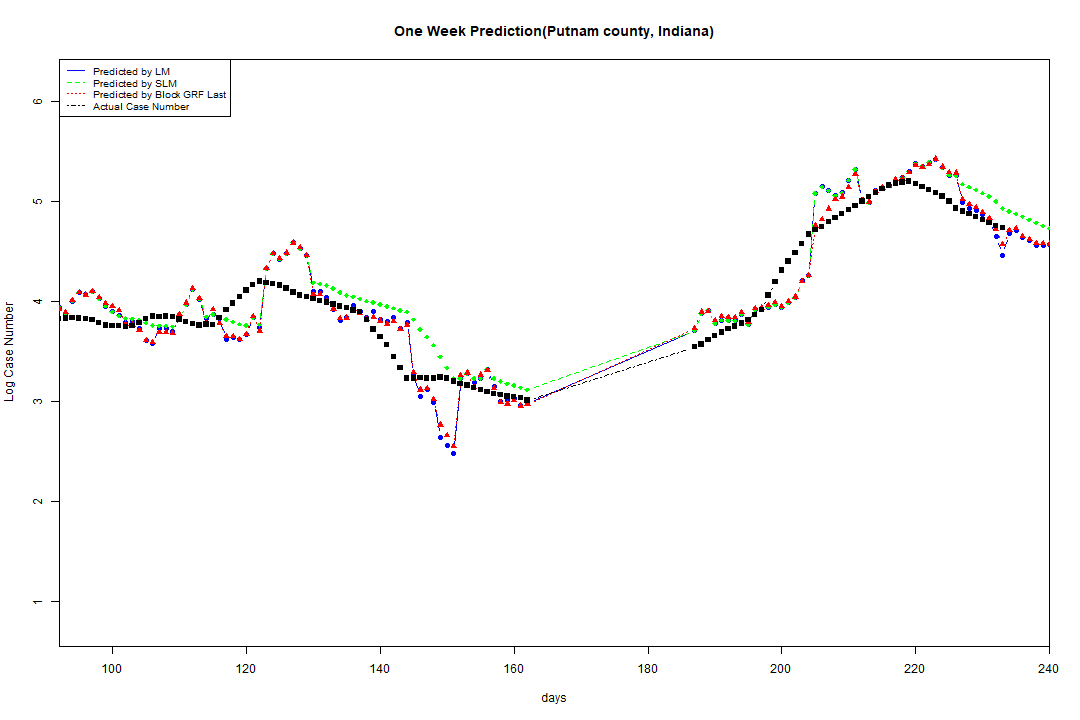 One Week Prediction(Putnam county, Indiana)
Predicted by LM
Predicted by SLM
Predicted by Block GRF Last
Actual Case Number
Log Case Number
6
5
4
3
2
1
100 120 140 160 180 200 220 240
days